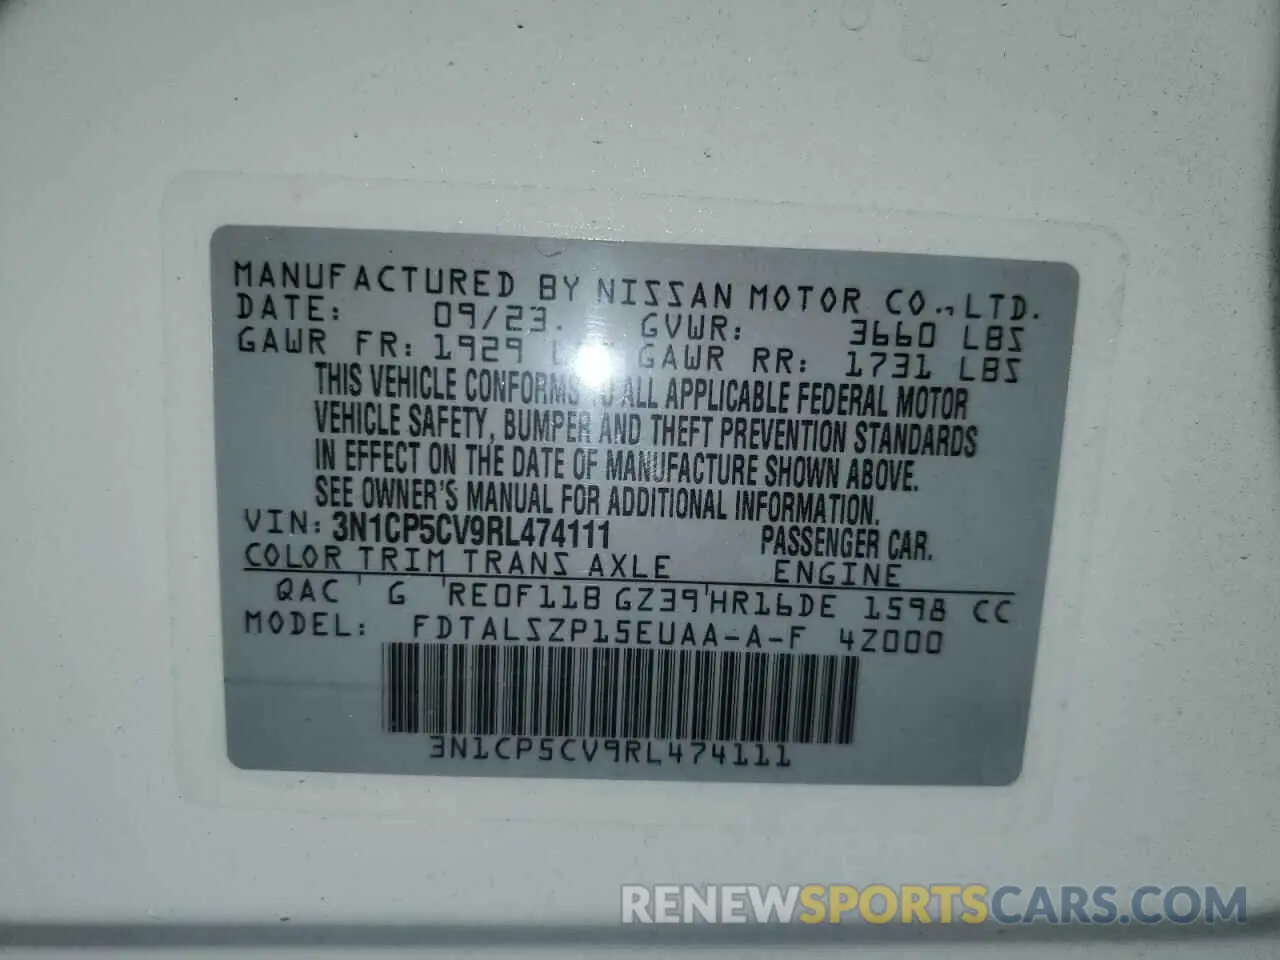 MANUFACTURED BY NISSAN MOTOR CO., LTD.
DATE: 09/23. GVWR: 3660 LBS
GAWR FR: 1929 GAWR RR: 1731 LBS
THIS VEHICLE CONFORMS TO ALL APPLICABLE FEDERAL MOTOR
VEHICLE SAFETY, BUMPER AND THEFT PREVENTION STANDARDS
IN EFFECT ON THE DATE OF MANUFACTURE SHOWN ABOVE.
SEE OWNER'S MANUAL FOR ADDITIONAL INFORMATION.
VIN: 3N1CP5CV9RL474111 PASSENGER CAR.
COLOR TRIM TRANS AXLE ENGINE
QAC G RE0F11B GZ39 HR16DE 1598 CC
MODEL: FDTALSZP15EUAA-A-F 4Z000
3N1CP5CV9RL474111
RENEWSPORTSCARS.COM